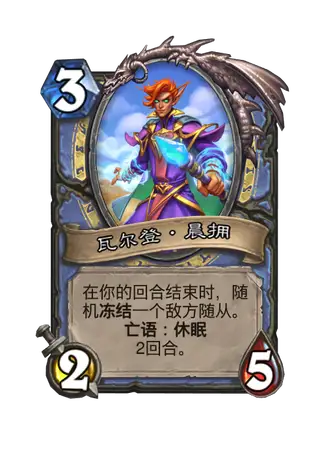 3
瓦尔登·晨拥
在你的回合结束时，随
机冻结一个敌方随从。
亡语：休眠
2回合。
2
5